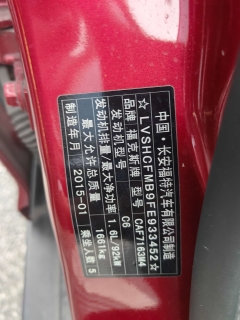 中国·长安福特汽车有限公司制造
☆LVSHCFMB9FE933452☆
品牌 福克斯牌 型号 CAF7163M4
发动机型号 C6
发动机排量/最大净功率 1.6L/92kW
最大允许总质量 1661kg
制造年月 2015-01 乘坐人数 5